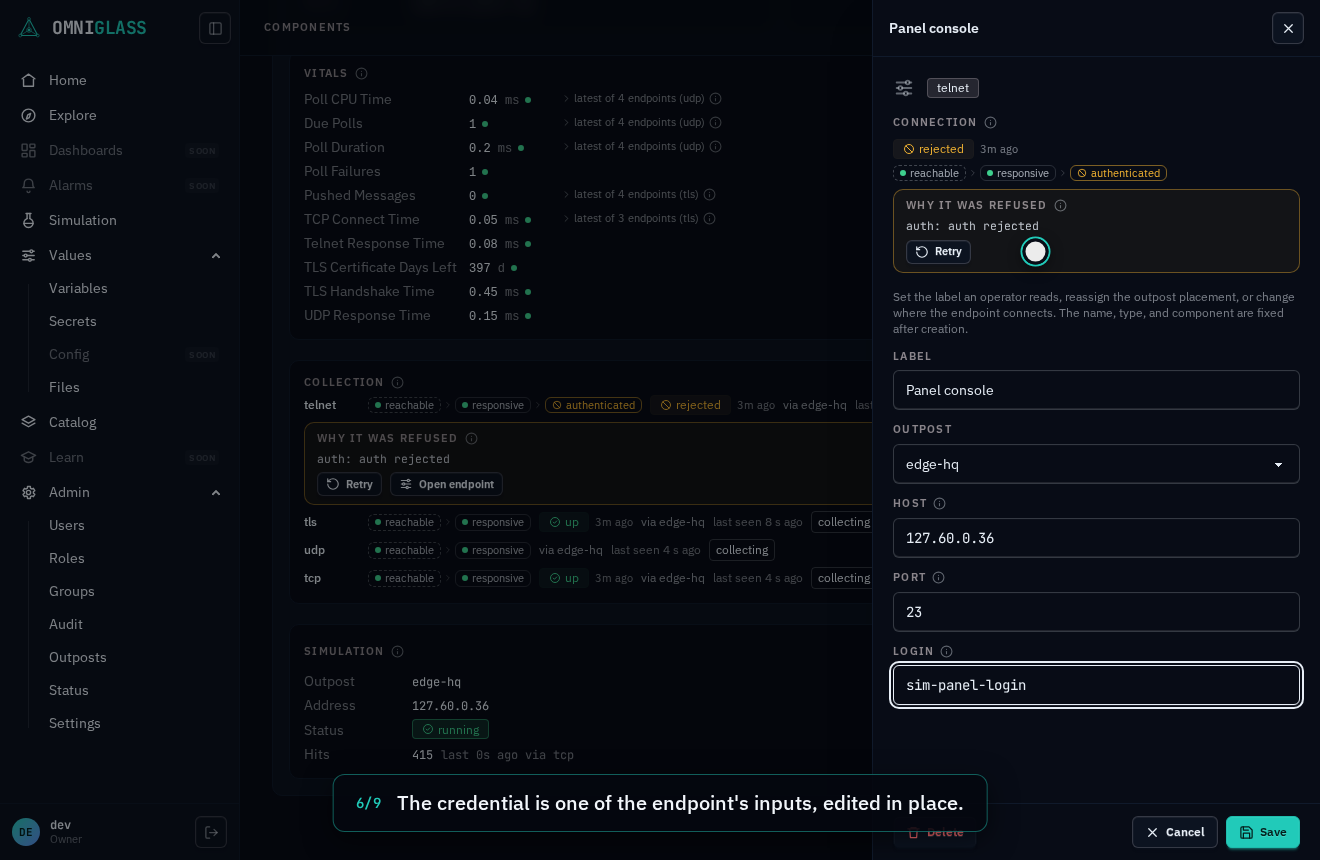 OMNIGLASS
Home
Explore
Dashboards SOON
Alarms SOON
Simulation
Values
Variables
Secrets
Config SOON
Files
Catalog
Learn SOON
Admin
Users
Roles
Groups
Audit
Outposts
Status
Settings
DE dev
Owner
COMPONENTS
VITALS
Poll CPU Time 0.04 ms latest of 4 endpoints (udp)
Due Polls 1 latest of 4 endpoints (udp)
Poll Duration 0.2 ms latest of 4 endpoints (udp)
Poll Failures 1
Pushed Messages 0 latest of 4 endpoints (tls)
TCP Connect Time 0.05 ms latest of 3 endpoints (tls)
Telnet Response Time 0.08 ms
TLS Certificate Days Left 397 d
TLS Handshake Time 0.45 ms
UDP Response Time 0.15 ms
COLLECTION
telnet reachable responsive authenticated rejected 3m ago via edge-hq last
WHY IT WAS REFUSED
auth: auth rejected
Retry Open endpoint
tls reachable responsive up 3m ago via edge-hq last seen 8 s ago collecting
udp reachable responsive via edge-hq last seen 4 s ago collecting
tcp reachable responsive up 3m ago via edge-hq last seen 4 s ago collecting
SIMULATION
Outpost edge-hq
Address 127.60.0.36
Status running
Hits 415 last 0s ago via tcp
Panel console
telnet
CONNECTION
rejected 3m ago
reachable responsive authenticated
WHY IT WAS REFUSED
auth: auth rejected
Retry
Set the label an operator reads, reassign the outpost placement, or change
where the endpoint connects. The name, type, and component are fixed
after creation.
LABEL
Panel console
OUTPOST
edge-hq
HOST
127.60.0.36
PORT
23
LOGIN
sim-panel-login
6/9 The credential is one of the endpoint's inputs, edited in place.
Delete Cancel Save